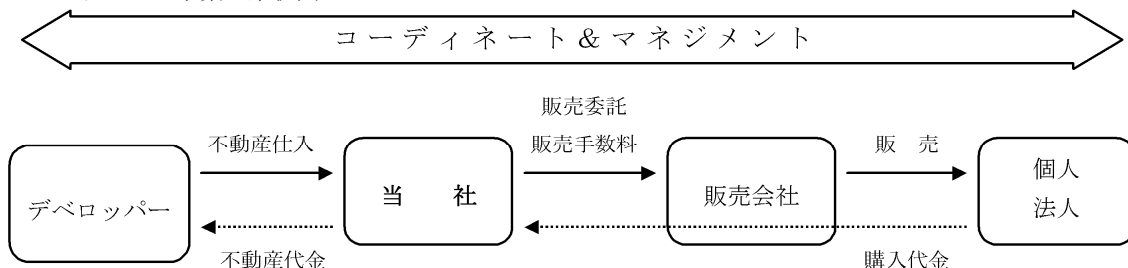 コーディネート&マネジメント
販売委託
不動産仕入
販売手数料
販 売
デベロッパー
当 社
販売会社
個人
法人
不動産代金
購入代金